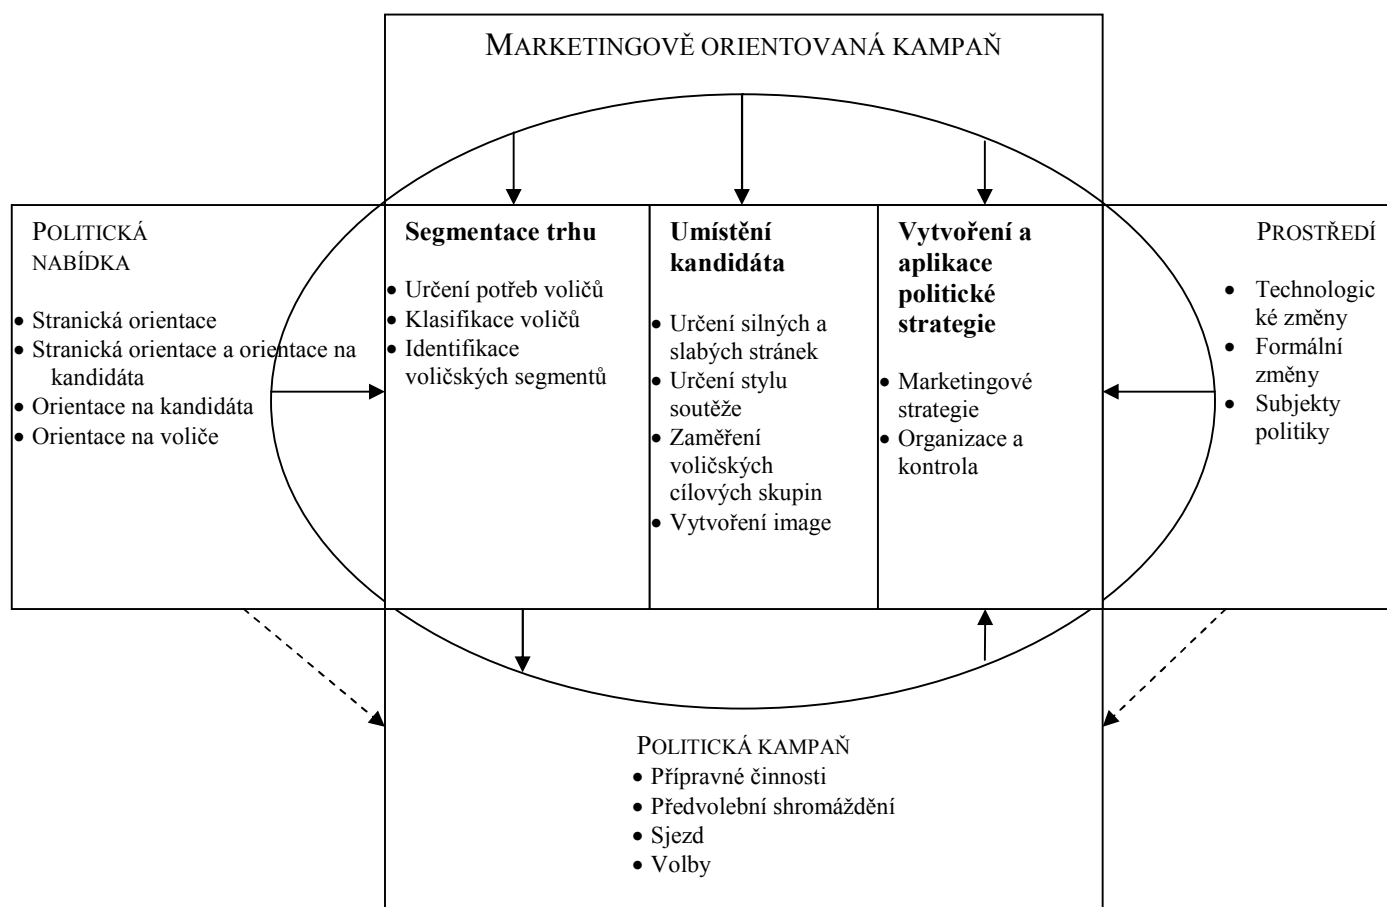 MARKETINGOVĚ ORIENTOVANÁ KAMPAŇ
POLITICKÁ
NABÍDKA
• Stranická orientace
• Stranická orientace a orientace na
kandidáta
• Orientace na kandidáta
• Orientace na voliče
Segmentace trhu
• Určení potřeb voličů
• Klasifikace voličů
• Identifikace
voličských segmentů
Umístění
kandidáta
• Určení silných a
slabých stránek
• Určení stylu
soutěže
• Zaměření
voličských
cílových skupin
• Vytvoření image
Vytvoření a
aplikace
politické
strategie
• Marketingové
strategie
• Organizace a
kontrola
PROSTŘEDÍ
• Technologic
ké změny
• Formální
změny
• Subjekty
politiky
POLITICKÁ KAMPAŇ
• Přípravné činnosti
• Předvolební shromáždění
• Sjezd
• Volby